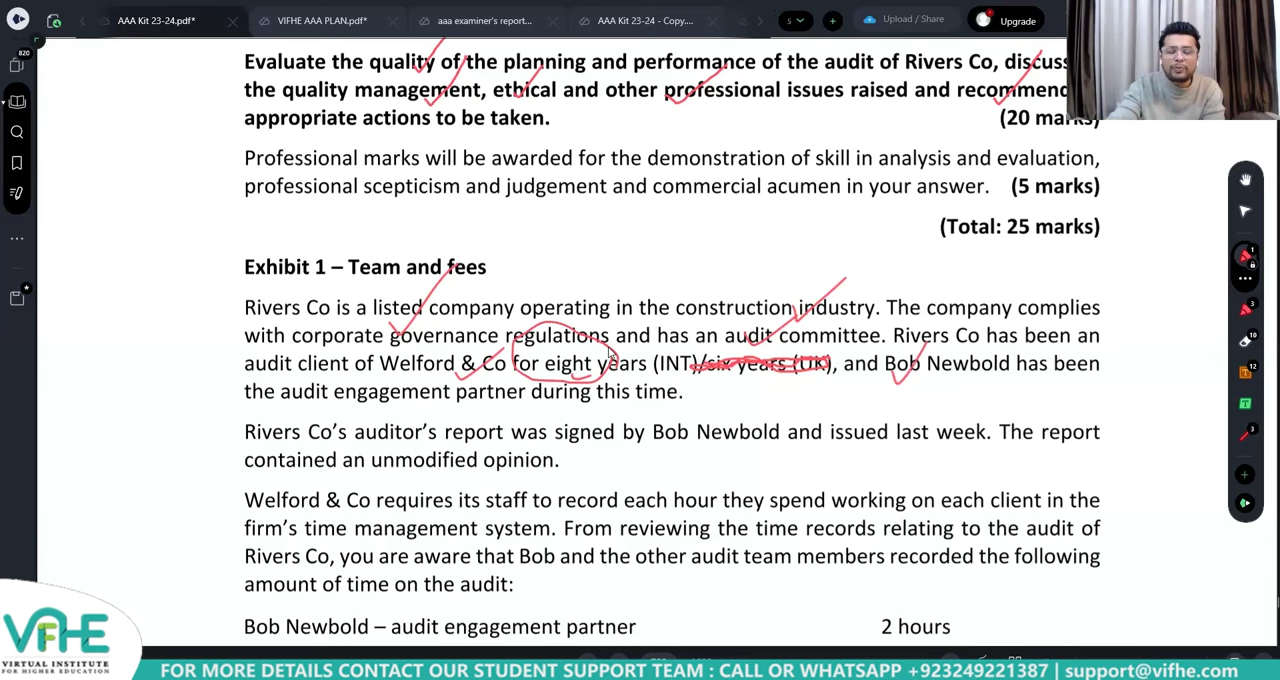 AAA Kit 23-24.pdf*
VIFHE AAA PLAN.pdf*
aaa examiner's report...
AAA Kit 23-24 - Copy....
5
Upload / Share
Upgrade
820
Evaluate the quality of the planning and performance of the audit of Rivers Co, discuss
the quality management, ethical and other professional issues raised and recommend
appropriate actions to be taken. (20 marks)
Professional marks will be awarded for the demonstration of skill in analysis and evaluation,
professional scepticism and judgement and commercial acumen in your answer. (5 marks)
(Total: 25 marks)
Exhibit 1 – Team and fees
Rivers Co is a listed company operating in the construction industry. The company complies
with corporate governance regulations and has an audit committee. Rivers Co has been an
audit client of Welford & Co for eight years (INT)/six years (UK), and Bob Newbold has been
the audit engagement partner during this time.
Rivers Co's auditor's report was signed by Bob Newbold and issued last week. The report
contained an unmodified opinion.
Welford & Co requires its staff to record each hour they spend working on each client in the
firm's time management system. From reviewing the time records relating to the audit of
Rivers Co, you are aware that Bob and the other audit team members recorded the following
amount of time on the audit:
Bob Newbold – audit engagement partner 2 hours
1
3
10
12
3
VIFHE
VIRTUAL INSTITUTE
FOR HIGHER EDUCATION
FOR MORE DETAILS CONTACT OUR STUDENT SUPPORT TEAM : CALL OR WHATSAPP +923249221387 | support@vifhe.com